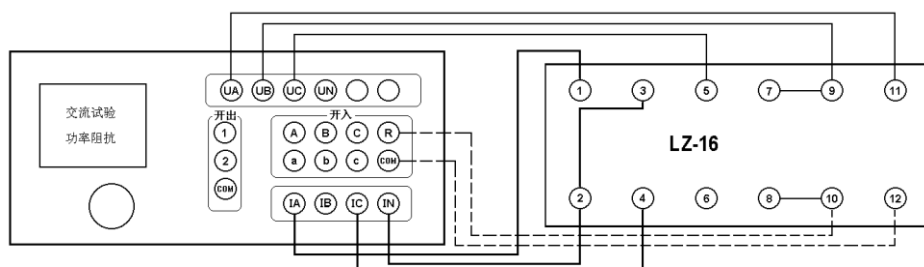 UA UB UC UN
1 3 5 7 9 11
交流试验
功率阻抗
开出 开入
1 A B C R
LZ-16
2 a b c COM
COM
IA IB IC IN
2 4 6 8 10 12